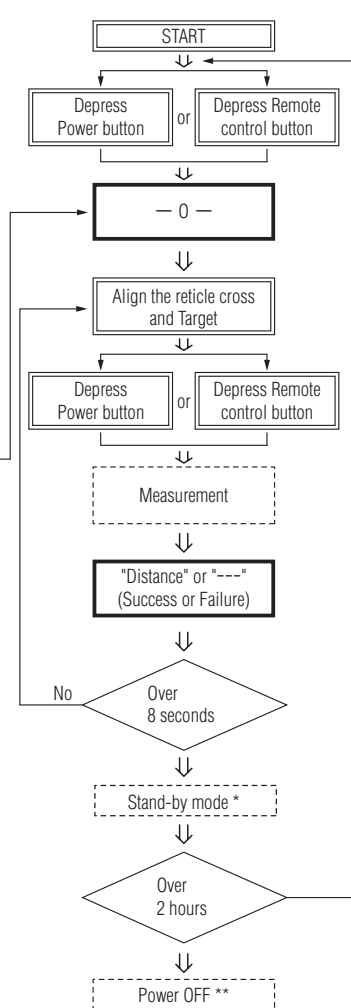 START
Depress
Power button
or
Depress Remote
control button
— 0 —
Align the reticle cross
and Target
Depress
Power button
or
Depress Remote
control button
Measurement
"Distance" or "---"
(Success or Failure)
No
Over
8 seconds
Stand-by mode *
Over
2 hours
Power OFF **